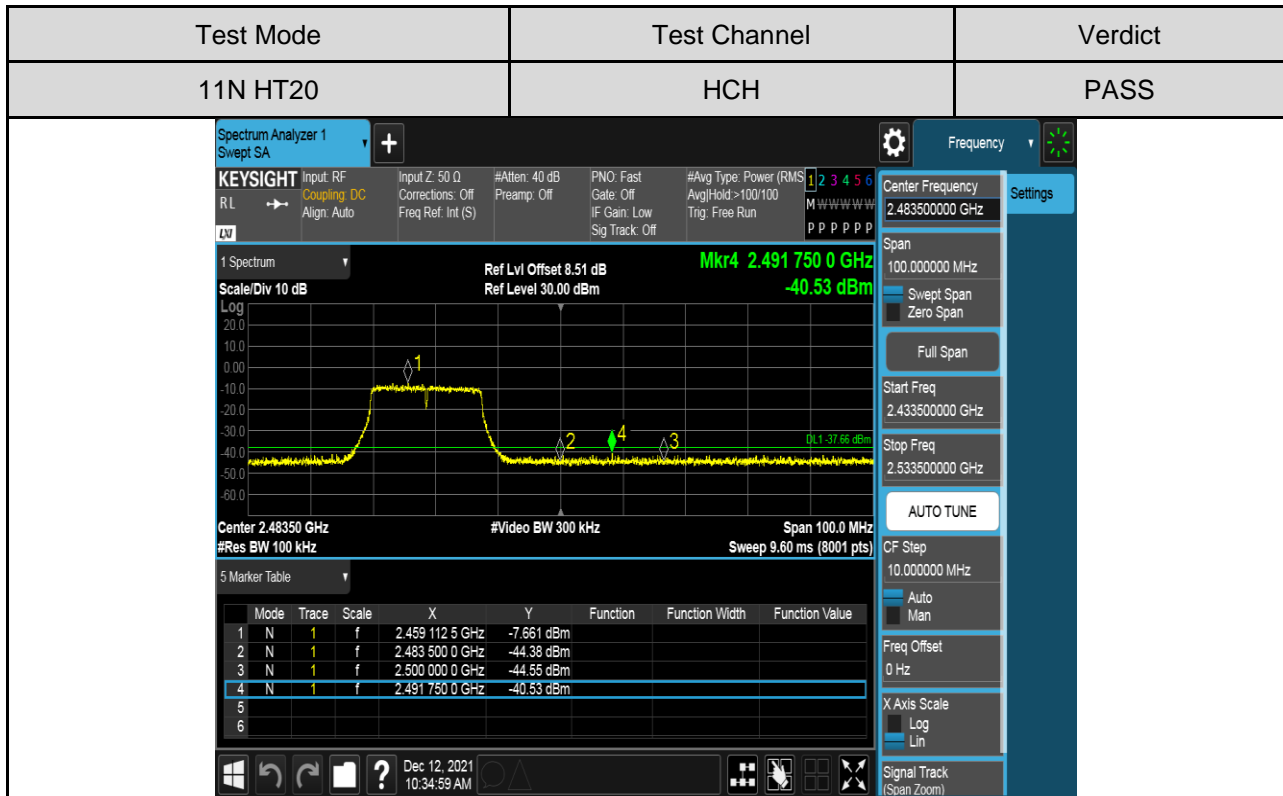 Test Mode Test Channel Verdict
11N HT20 HCH PASS
Spectrum Analyzer 1
Swept SA
+
Frequency
KEYSIGHT
RL
LXI
Input: RF
Coupling: DC
Align: Auto
Input Z: 50 Ω
Corrections: Off
Freq Ref: Int (S)
#Atten: 40 dB
Preamp: Off
PNO: Fast
Gate: Off
IF Gain: Low
Sig Track: Off
#Avg Type: Power (RMS
Avg|Hold:>100/100
Trig: Free Run
1 2 3 4 5 6
M W W W W W
P P P P P P
1 Spectrum
Scale/Div 10 dB
Ref Lvl Offset 8.51 dB
Ref Level 30.00 dBm
Mkr4 2.491 750 0 GHz
-40.53 dBm
Log
20.0
10.0
0.00
-10.0
-20.0
-30.0
-40.0
-50.0
-60.0
1
2
4
3
DL1 -37.66 dBm
Center 2.48350 GHz
#Res BW 100 kHz
#Video BW 300 kHz
Span 100.0 MHz
Sweep 9.60 ms (8001 pts)
5 Marker Table
Mode Trace Scale X Y Function Function Width Function Value
1 N 1 f 2.459 112 5 GHz -7.661 dBm
2 N 1 f 2.483 500 0 GHz -44.38 dBm
3 N 1 f 2.500 000 0 GHz -44.55 dBm
4 N 1 f 2.491 750 0 GHz -40.53 dBm
5
6
?
Dec 12, 2021
10:34:59 AM
Center Frequency
2.483500000 GHz
Settings
Span
100.000000 MHz
Swept Span
Zero Span
Full Span
Start Freq
2.433500000 GHz
Stop Freq
2.533500000 GHz
AUTO TUNE
CF Step
10.000000 MHz
Auto
Man
Freq Offset
0 Hz
X Axis Scale
Log
Lin
Signal Track
(Span Zoom)